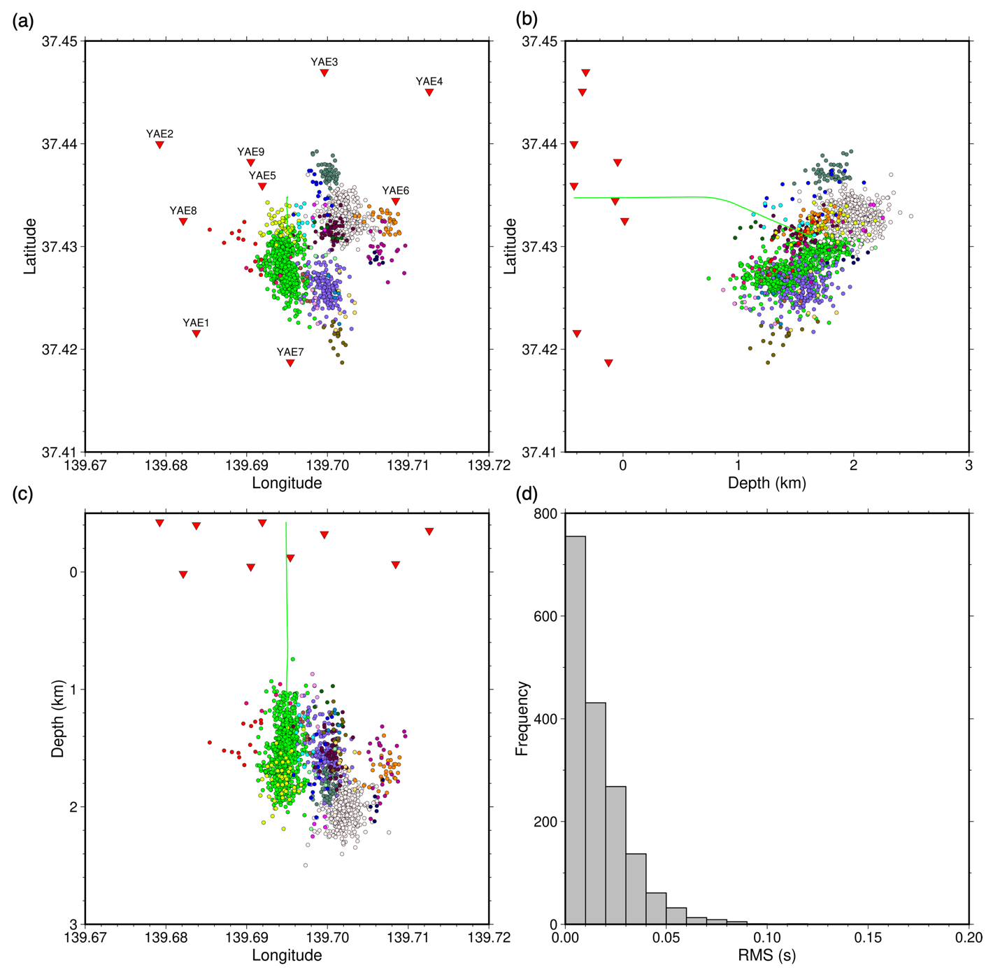 (a)
37.45
37.44
37.43
37.42
37.41
139.67 139.68 139.69 139.70 139.71 139.72
Latitude
Longitude
YAE3
YAE4
YAE2
YAE9
YAE5
YAE6
YAE8
YAE1
YAE7
(b)
37.45
37.44
37.43
37.42
37.41
0 1 2 3
Latitude
Depth (km)
(c)
0
1
2
3
139.67 139.68 139.69 139.70 139.71 139.72
Depth (km)
Longitude
(d)
800
600
400
200
0
0.00 0.05 0.10 0.15 0.20
Frequency
RMS (s)